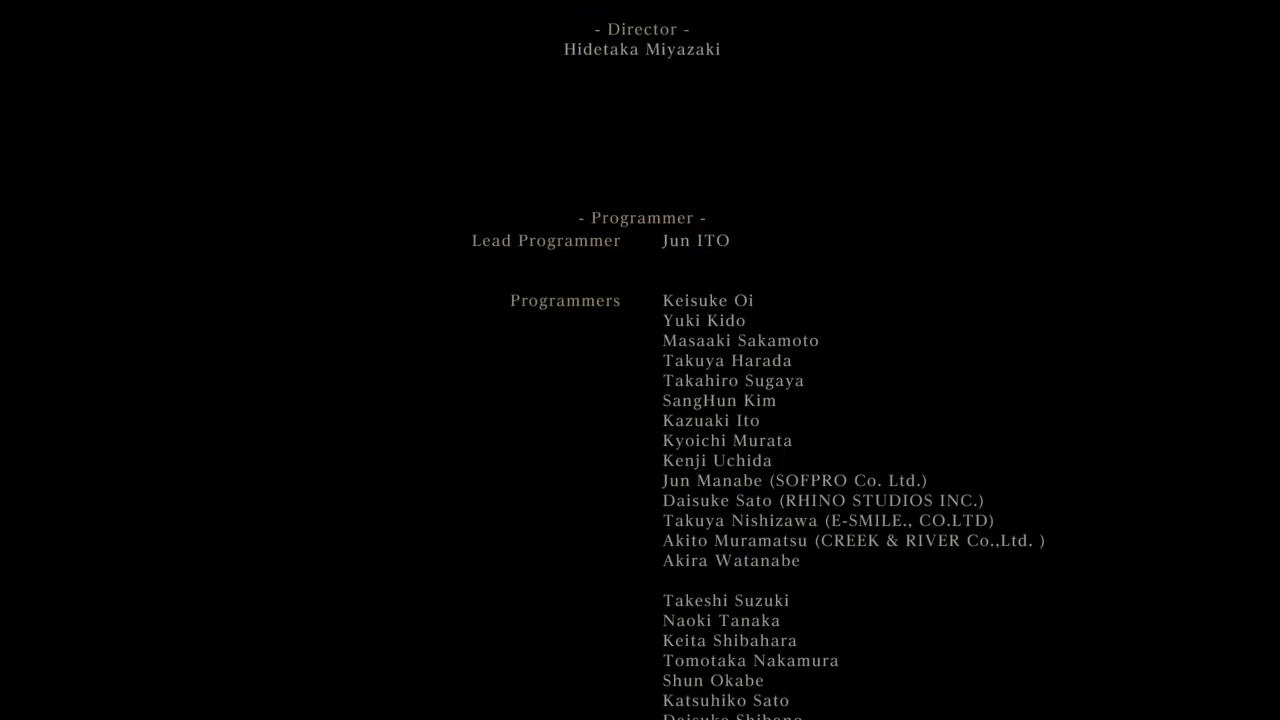 - Director -
Hidetaka Miyazaki
- Programmer -
Lead Programmer Jun ITO
Programmers Keisuke Oi
Yuki Kido
Masaaki Sakamoto
Takuya Harada
Takahiro Sugaya
SangHun Kim
Kazuaki Ito
Kyoichi Murata
Kenji Uchida
Jun Manabe (SOFPRO Co. Ltd.)
Daisuke Sato (RHINO STUDIOS INC.)
Takuya Nishizawa (E-SMILE., CO.LTD)
Akito Muramatsu (CREEK & RIVER Co.,Ltd. )
Akira Watanabe
Takeshi Suzuki
Naoki Tanaka
Keita Shibahara
Tomotaka Nakamura
Shun Okabe
Katsuhiko Sato
Daisuke Shibano